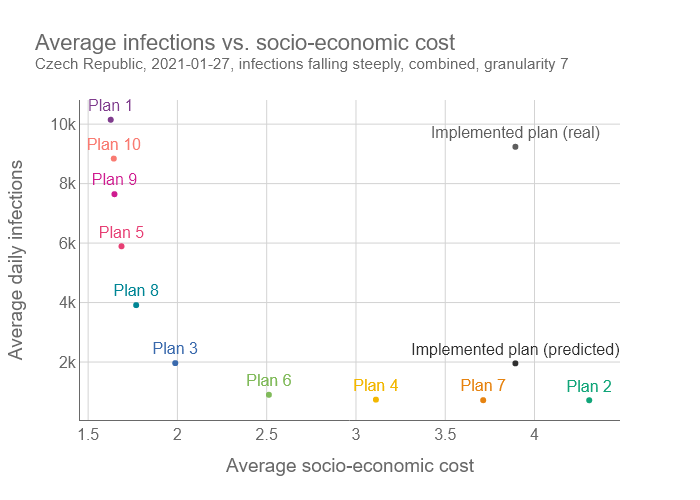 Average infections vs. socio-economic cost
Czech Republic, 2021-01-27, infections falling steeply, combined, granularity 7
Plan 1
10k
Implemented plan (real)
Plan 10
8k
Plan 9
Plan 5
6k
Plan 8
4k
Plan 3
Implemented plan (predicted)
2k
Plan 6
Plan 4
Plan 7
Plan 2
1.5
2
2.5
3
3.5
4
Average daily infections
Average socio-economic cost